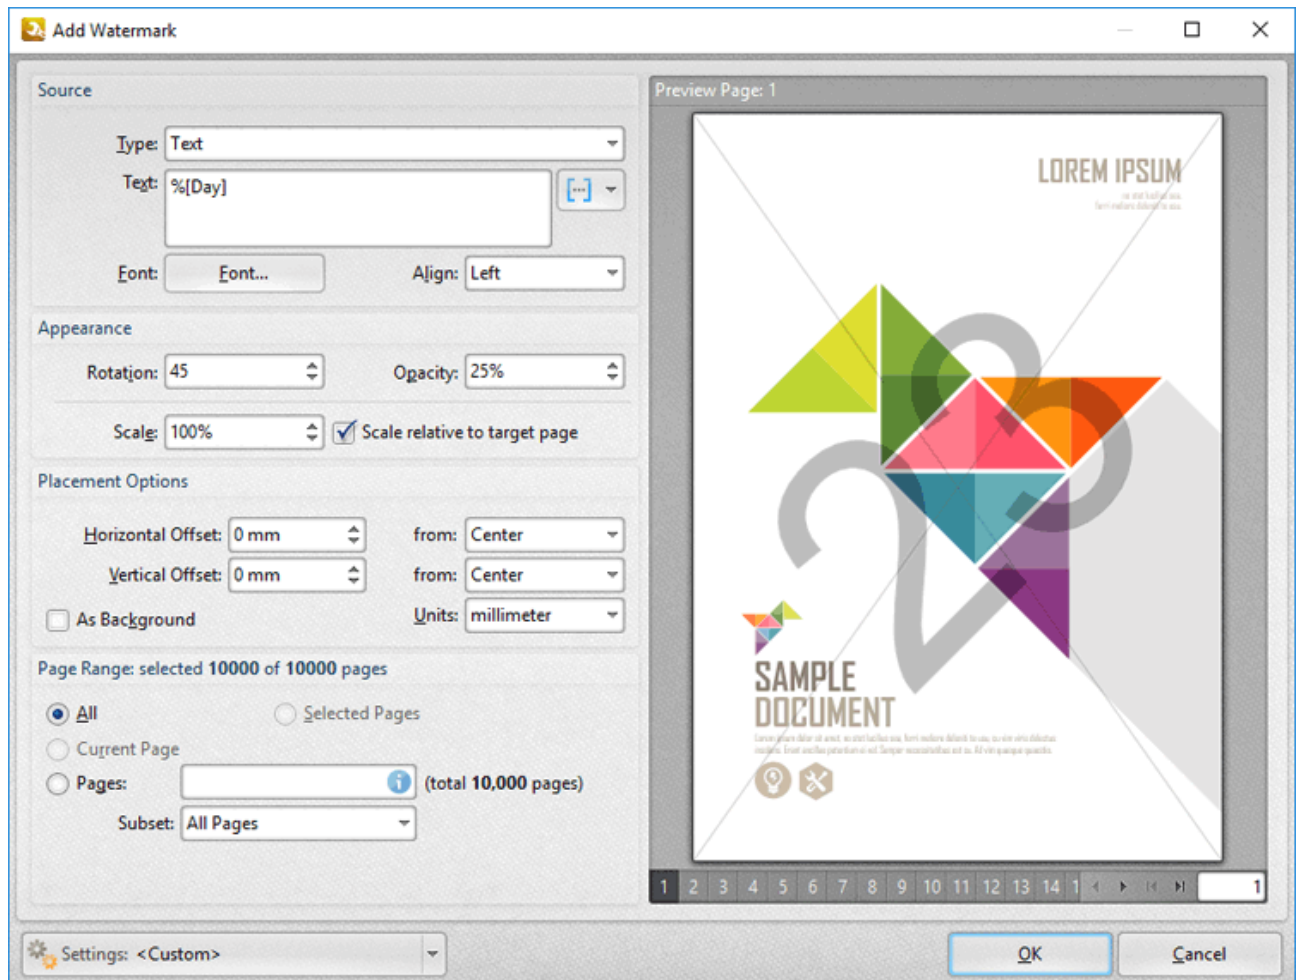 Add Watermark
Source
Type: Text
Text: %[Day]
Font: Font...
Align: Left
Appearance
Rotation: 45
Opacity: 25%
Scale: 100%
Scale relative to target page
Placement Options
Horizontal Offset: 0 mm from: Center
Vertical Offset: 0 mm from: Center
As Background
Units: millimeter
Page Range: selected 10000 of 10000 pages
All
Selected Pages
Current Page
Pages: (total 10,000 pages)
Subset: All Pages
Preview Page: 1
LOREM IPSUM
23
SAMPLE
DOCUMENT
1 2 3 4 5 6 7 8 9 10 11 12 13 14 1
1
Settings: <Custom>
OK
Cancel